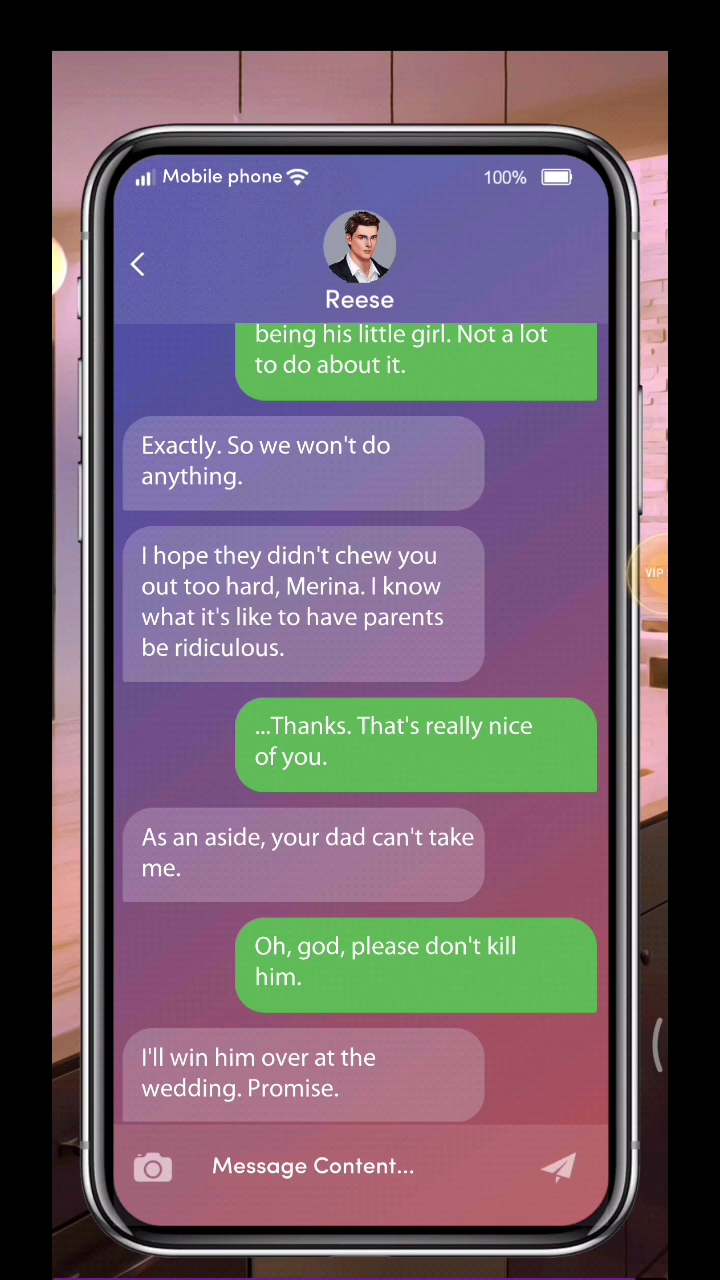 Mobile phone
100%
Reese
being his little girl. Not a lot
to do about it.
Exactly. So we won't do
anything.
I hope they didn't chew you
out too hard, Merina. I know
what it's like to have parents
be ridiculous.
VIP
...Thanks. That's really nice
of you.
As an aside, your dad can't take
me.
Oh, god, please don't kill
him.
I'll win him over at the
wedding. Promise.
Message Content...